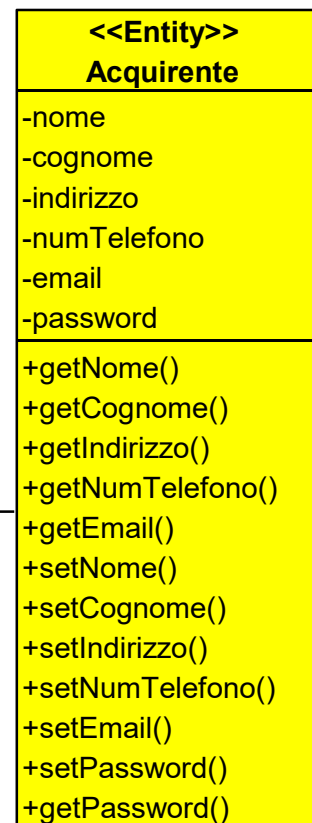 <<Entity>>
Acquirente
-nome
-cognome
-indirizzo
-numTelefono
-email
-password
+getNome()
+getCognome()
+getIndirizzo()
+getNumTelefono()
+getEmail()
+setNome()
+setCognome()
+setIndirizzo()
+setNumTelefono()
+setEmail()
+setPassword()
+getPassword()